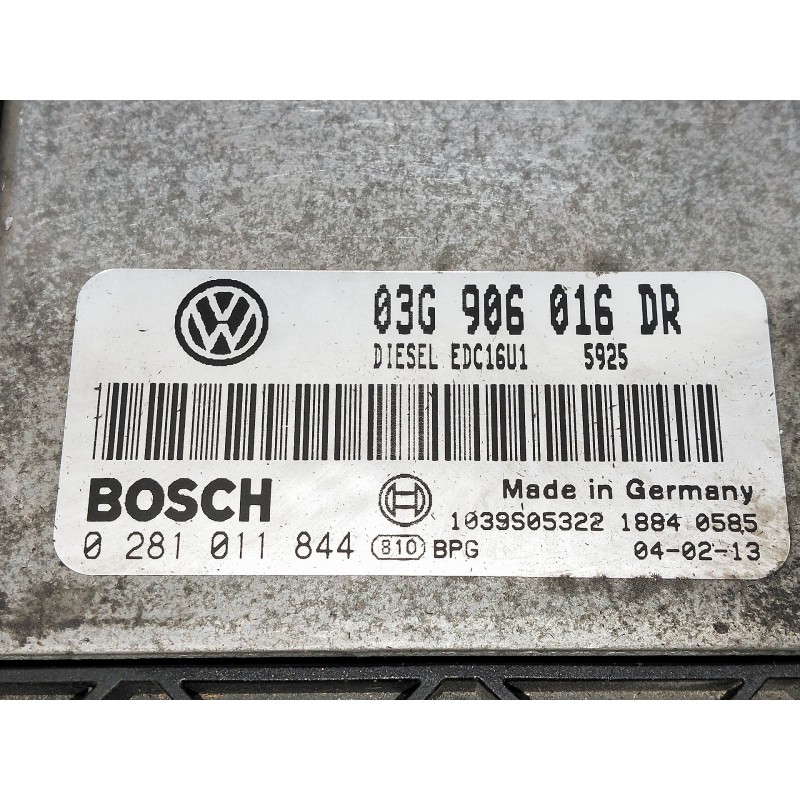 03G 906 016 DR
DIESEL EDC16U1 5925
BOSCH
Made in Germany
1039S05322 1884 0585
0 281 011 844 810 BPG 04-02-13